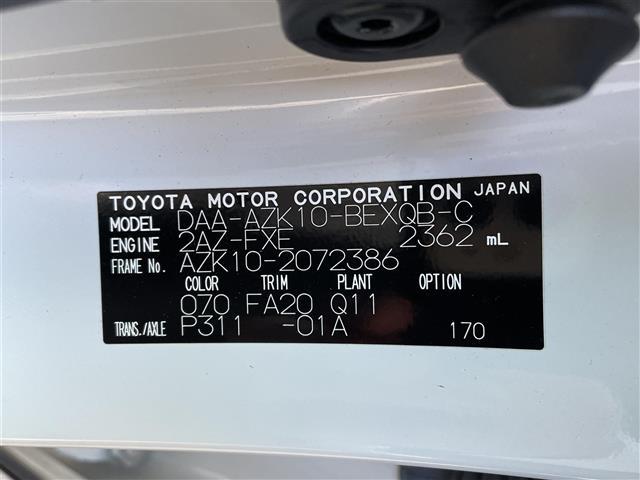 TOYOTA MOTOR CORPORATION JAPAN
MODEL DAA-AZK10-BEXQB-C
ENGINE 2AZ-FXE 2362 mL
FRAME No. AZK10-2072386
COLOR TRIM PLANT OPTION
070 FA20 Q11
TRANS./AXLE P311 -01A 170